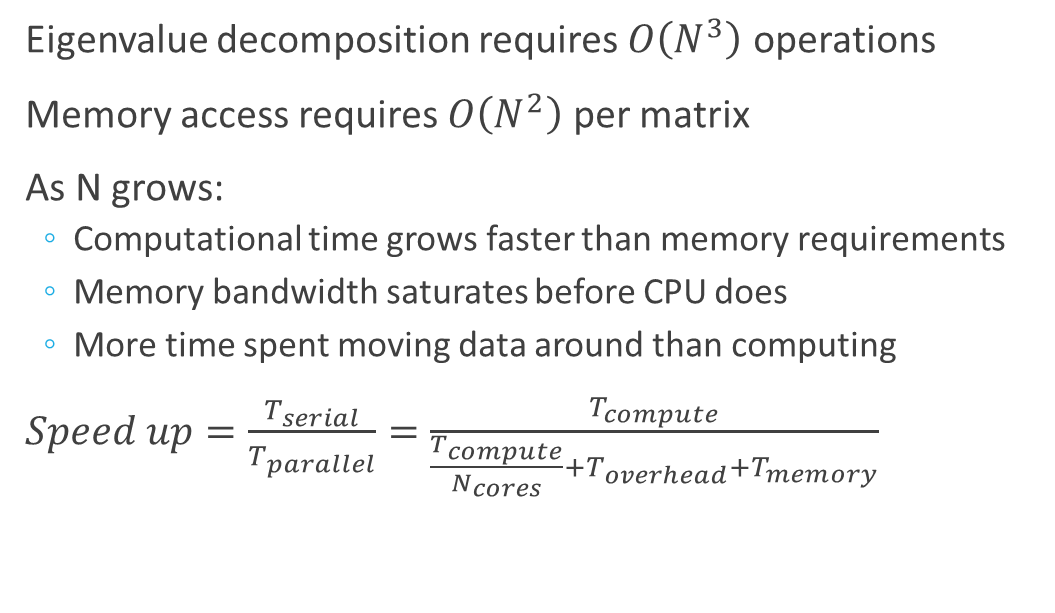 Eigenvalue decomposition requires O(N³) operations
Memory access requires O(N²) per matrix
As N grows:
◦ Computational time grows faster than memory requirements
◦ Memory bandwidth saturates before CPU does
◦ More time spent moving data around than computing
Speed up = T_serial / T_parallel = T_compute / (T_compute / N_cores + T_overhead + T_memory)